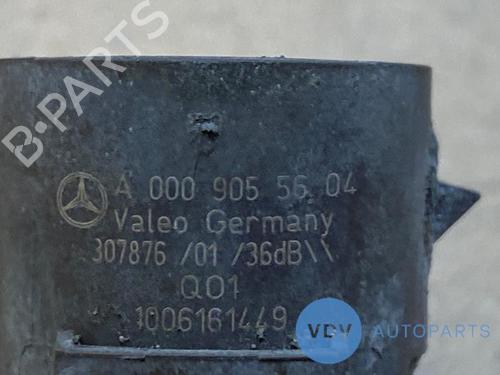 B-PARTS
A 000 905 56 04
Valeo Germany
307876 /01 /36dB\\
Q01
1006161449
VDV AUTOPARTS